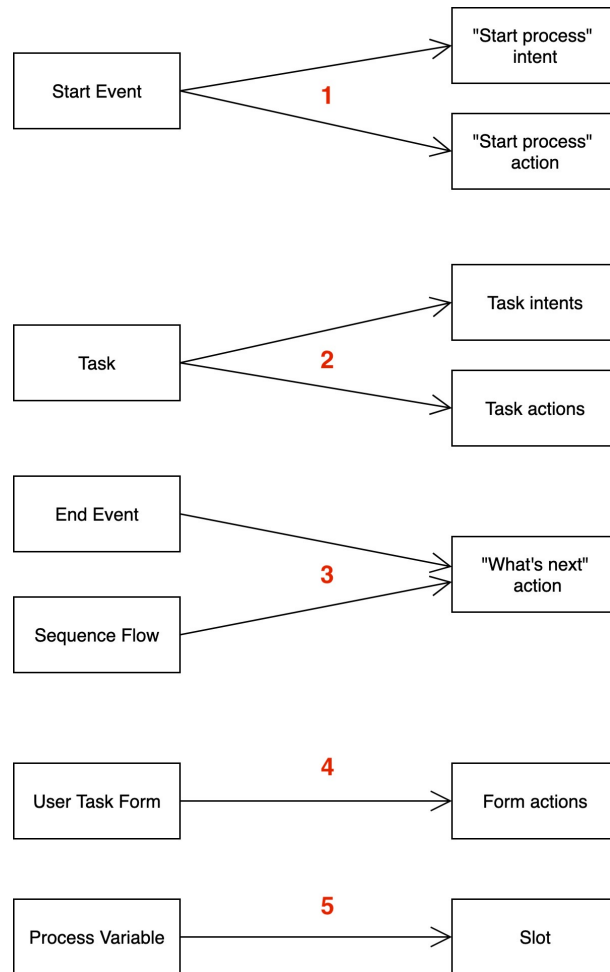 "Start process"
intent
Start Event
1
"Start process"
action
Task intents
Task
2
Task actions
End Event
"What's next"
action
3
Sequence Flow
4
User Task Form
Form actions
5
Process Variable
Slot